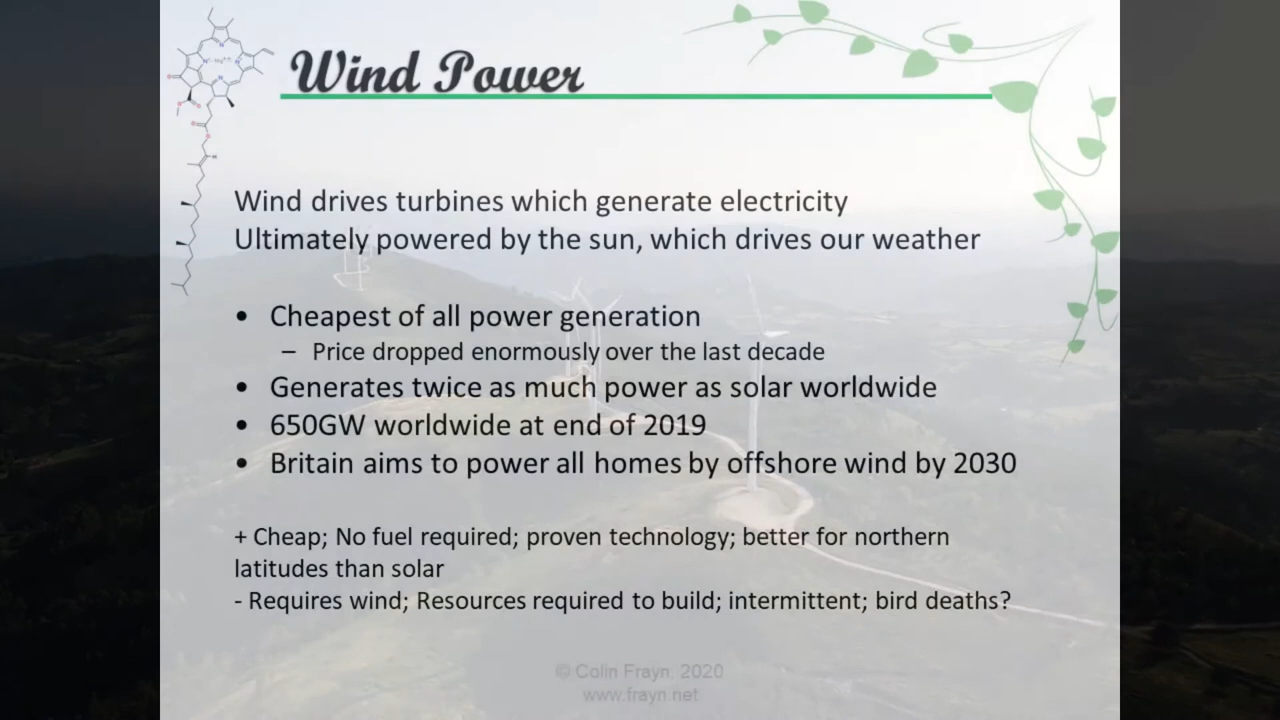 Wind Power
Wind drives turbines which generate electricity
Ultimately powered by the sun, which drives our weather
• Cheapest of all power generation
– Price dropped enormously over the last decade
• Generates twice as much power as solar worldwide
• 650GW worldwide at end of 2019
• Britain aims to power all homes by offshore wind by 2030
+ Cheap; No fuel required; proven technology; better for northern
latitudes than solar
- Requires wind; Resources required to build; intermittent; bird deaths?
© Colin Frayn, 2020
www.frayn.net